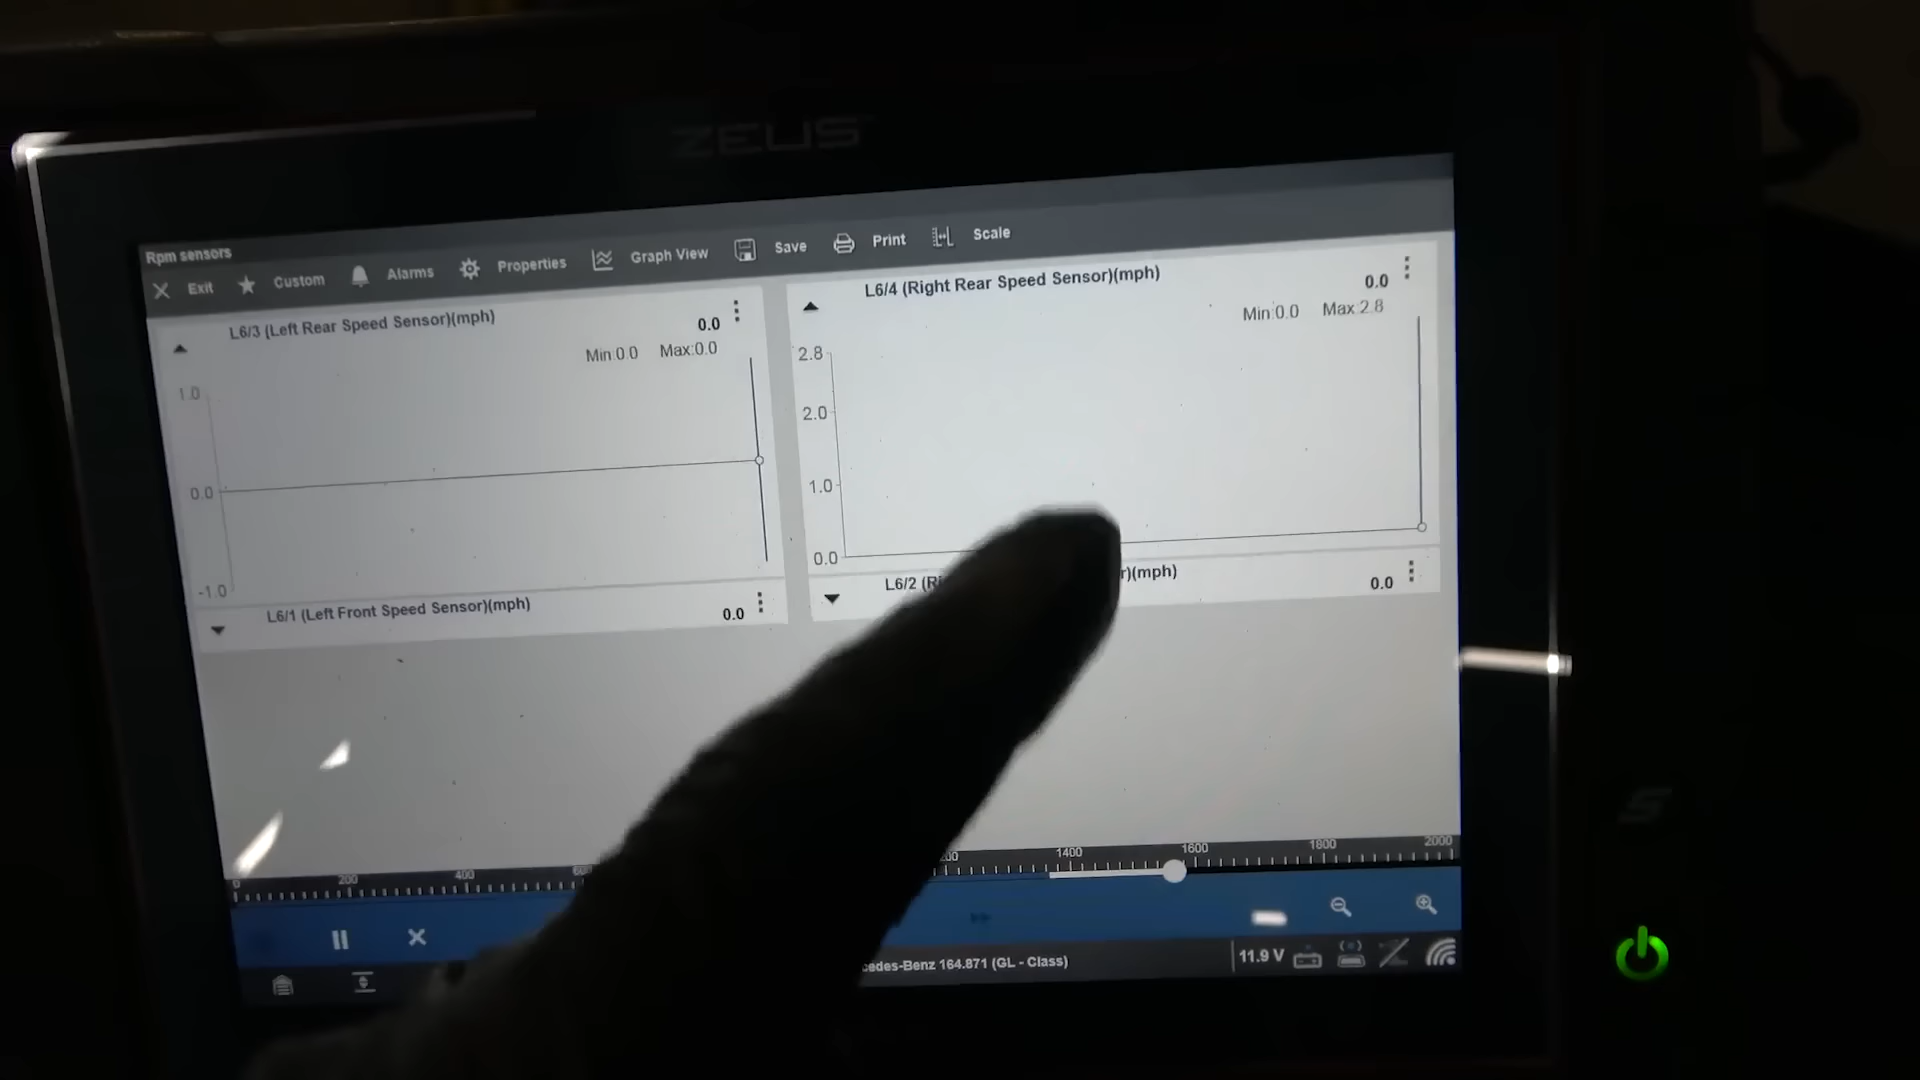 ZEUS
Rpm sensors
Exit Custom Alarms Properties Graph View Save Print Scale
L6/3 (Left Rear Speed Sensor)(mph)
0.0
Min:0.0 Max:0.0
1.0
0.0
-1.0
L6/1 (Left Front Speed Sensor)(mph)
0.0
L6/4 (Right Rear Speed Sensor)(mph)
0.0
Min:0.0 Max:2.8
2.8
2.0
1.0
0.0
L6/2 (mph)
0.0
0 200 400 1400 1600 1800 2000
164.871 (GL - Class)
11.9 V